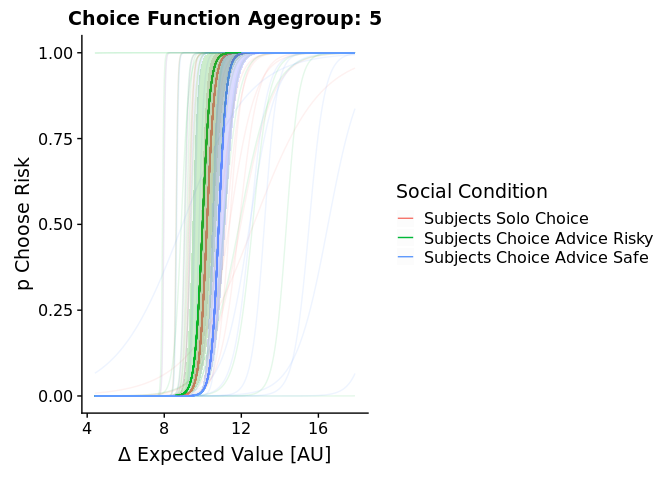 Choice Function Agegroup: 5
1.00
0.75
0.50
0.25
0.00
4 8 12 16
Δ Expected Value [AU]
p Choose Risk
Social Condition
Subjects Solo Choice
Subjects Choice Advice Risky
Subjects Choice Advice Safe